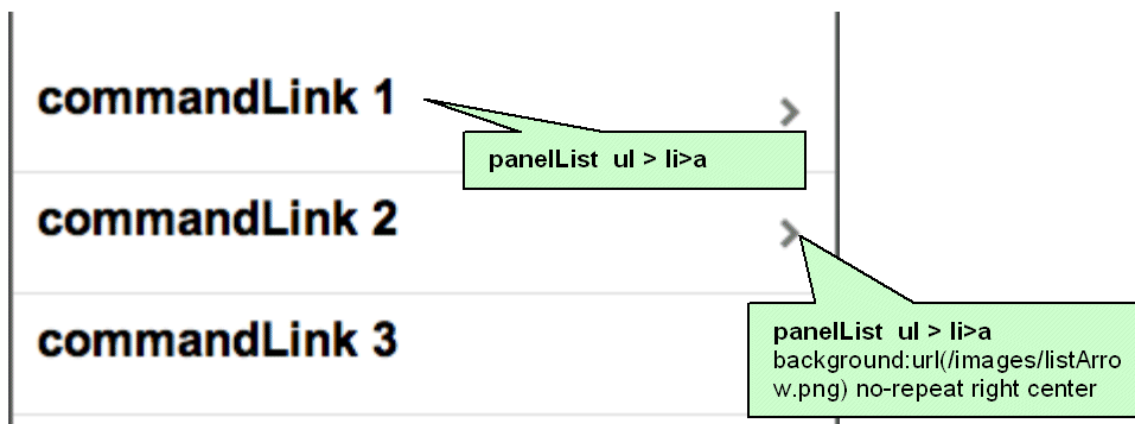 commandLink 1
panelList  ul > li>a
commandLink 2
commandLink 3
panelList  ul > li>a
background:url(/images/listArro
w.png) no-repeat right center